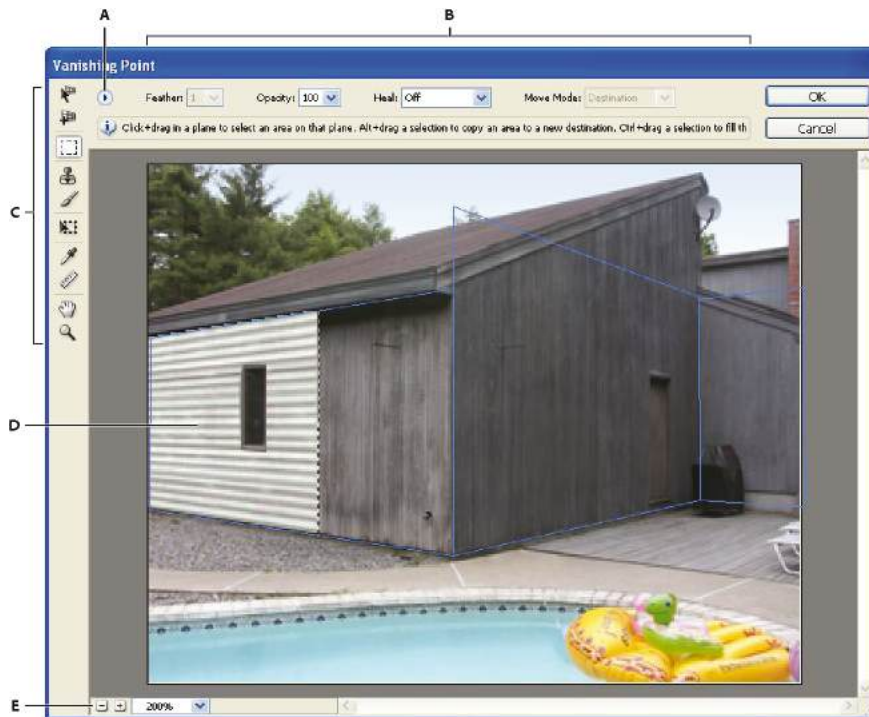 A
B
Vanishing Point
Feather: 1 Opacity: 100 Heal: Off Move Mode: Destination OK
Click+drag in a plane to select an area on that plane. Alt+drag a selection to copy an area to a new destination. Ctrl+drag a selection to fill th Cancel
C
D
E
200%